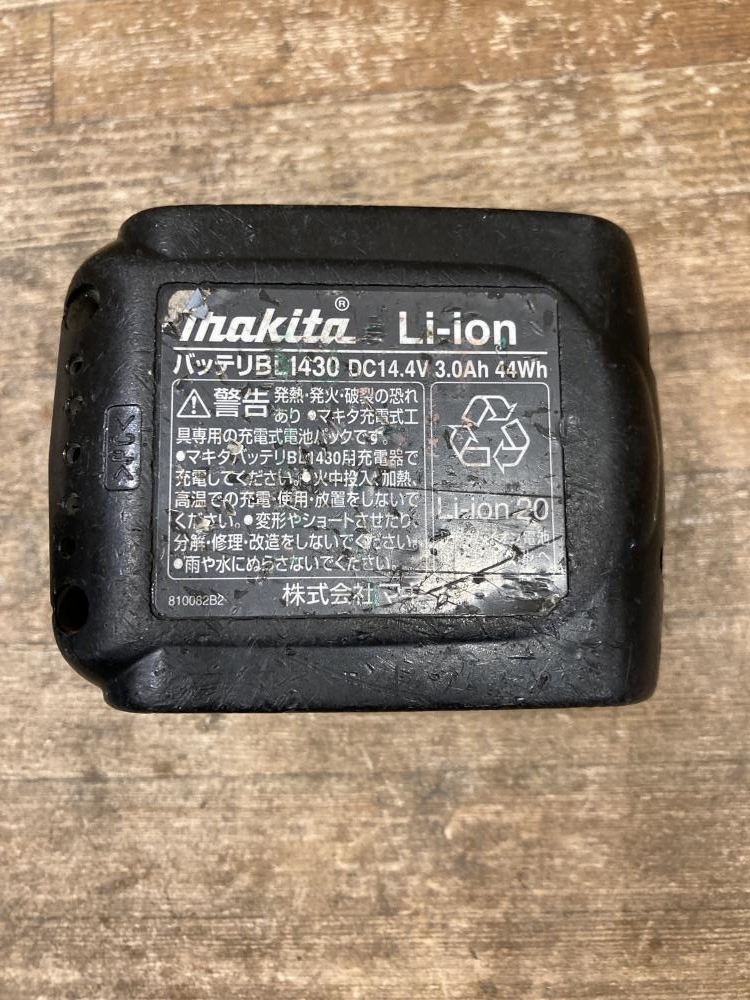 makita® Li-ion
バッテリBL1430 DC14.4V 3.0Ah 44Wh
警告 発熱・発火・破裂の恐れ
あり ●マキタ充電式工
具専用の充電式電池パックです。
●マキタバッテリBL1430用充電器で
充電してください。●火中投入、加熱、
高温での充電・使用・放置をしないで
ください。●変形やショートさせたり、
分解・修理・改造をしないでください。
●雨や水にぬらさないでください。
Li-ion 20
電池
810082B2 株式会社マ